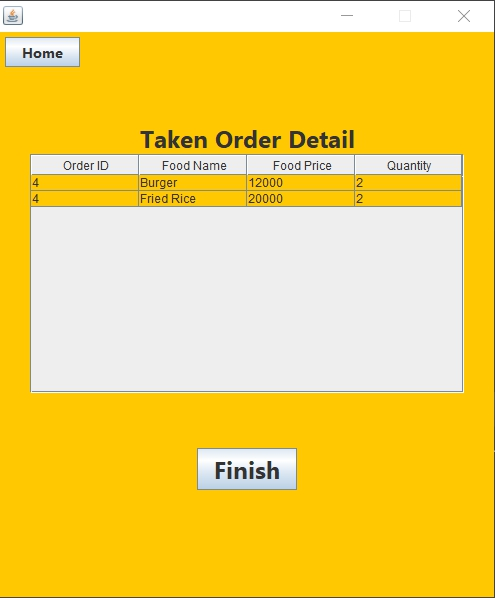 Home
Taken Order Detail
Order ID Food Name Food Price Quantity
4 Burger 12000 2
4 Fried Rice 20000 2
Finish